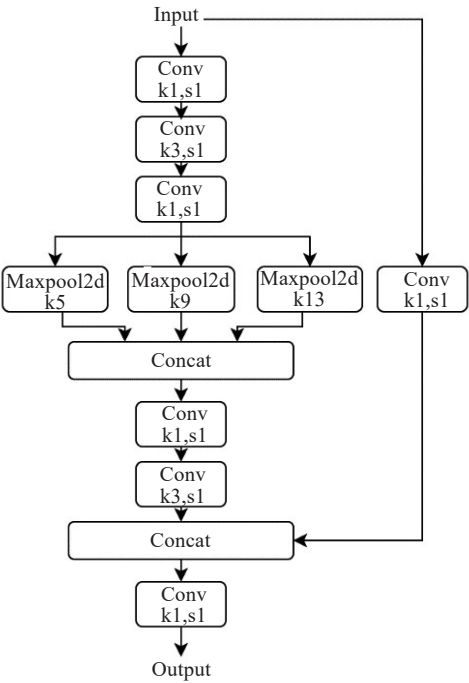 Input
Conv
k1,s1
Conv
k3,s1
Conv
k1,s1
Maxpool2d
k5
Maxpool2d
k9
Maxpool2d
k13
Conv
k1,s1
Concat
Conv
k1,s1
Conv
k3,s1
Concat
Conv
k1,s1
Output